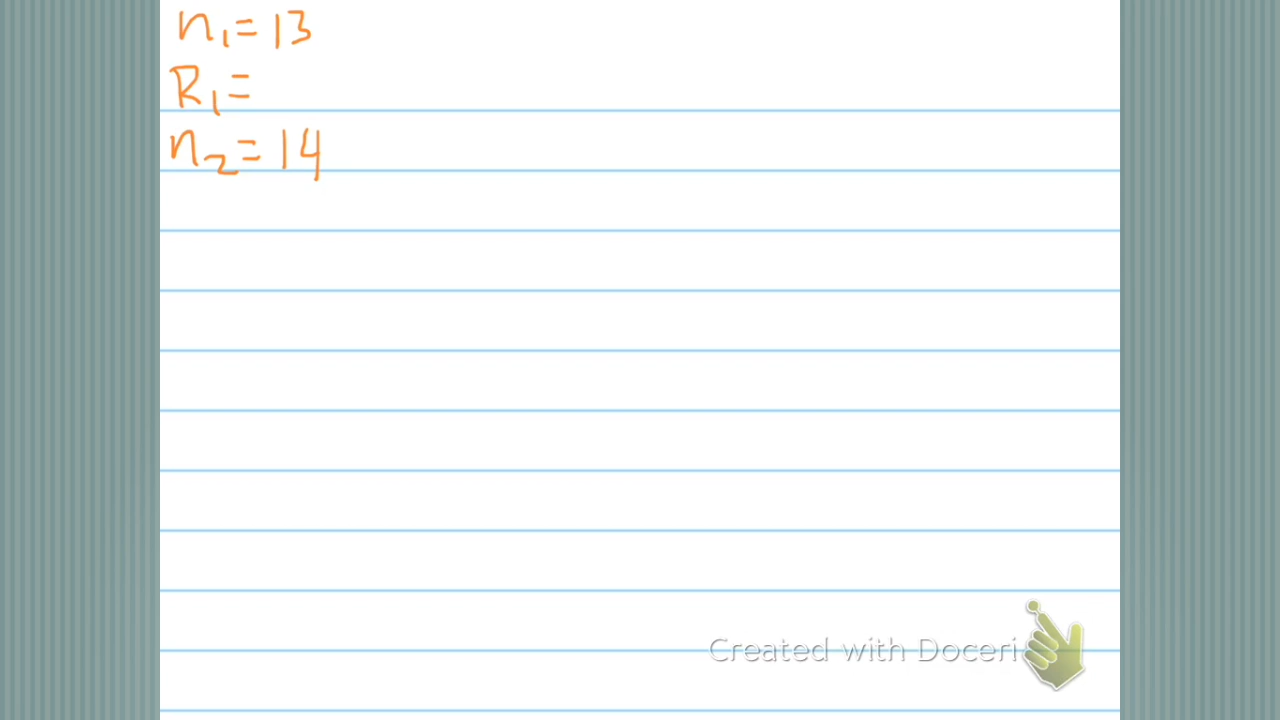 n₁ = 13
R₁ =
n₂ = 14
Created with Doceri